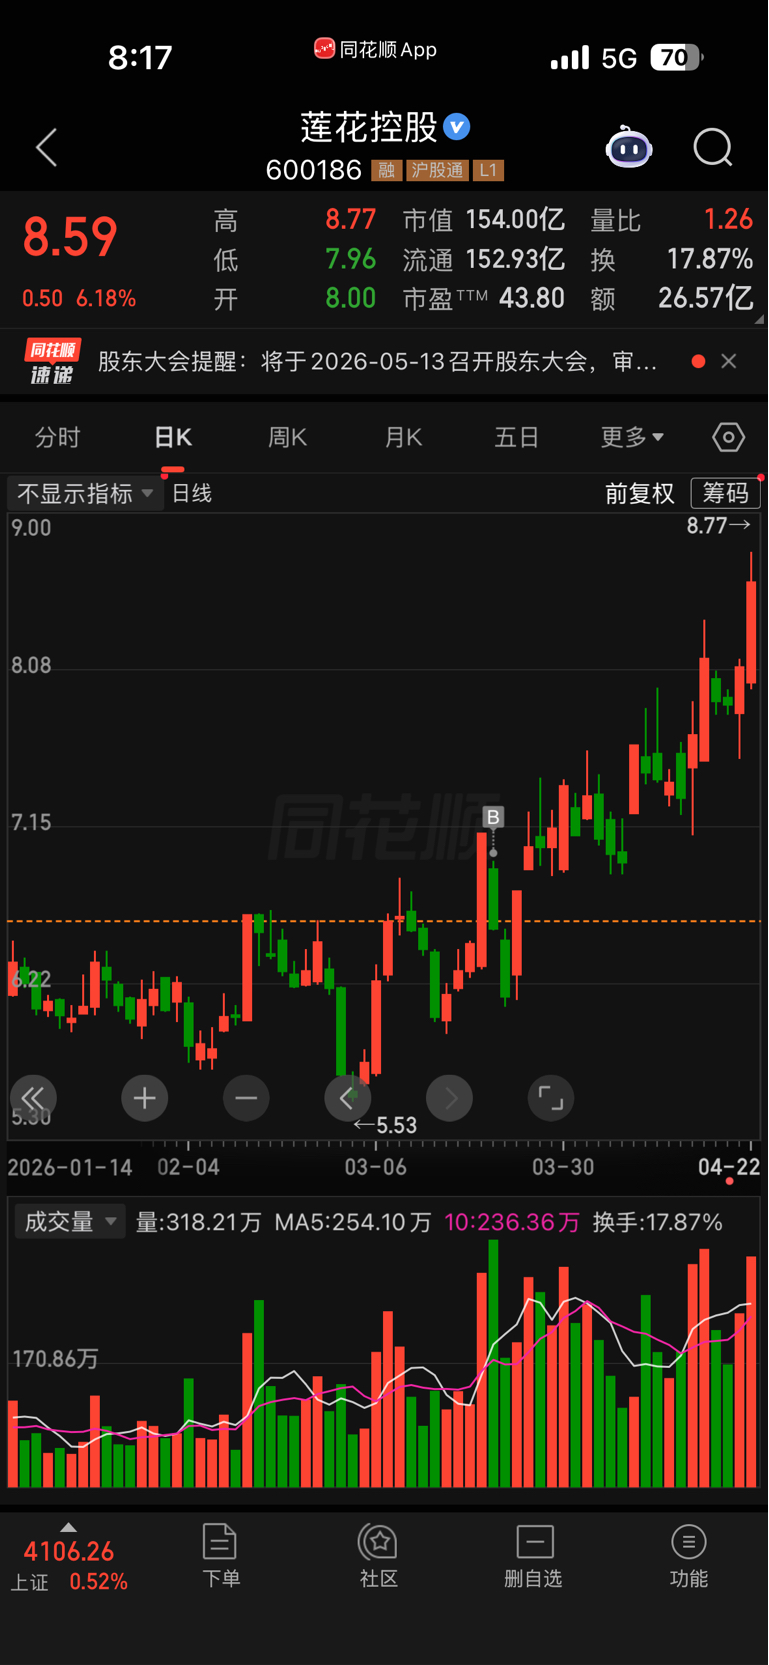 8:17 同花顺App 5G 70
莲花控股
600186 融 沪股通 L1
8.59 高 8.77 市值 154.00亿 量比 1.26
低 7.96 流通 152.93亿 换 17.87%
0.50 6.18% 开 8.00 市盈TTM 43.80 额 26.57亿
同花顺
速递
股东大会提醒：将于2026-05-13召开股东大会，审...
分时 日K 周K 月K 五日 更多
不显示指标 日线 前复权 筹码
9.00 8.77→
8.08
7.15
同花顺
B
6.22
5.30 ←5.53
2026-01-14 02-04 03-06 03-30 04-22
成交量 量:318.21万 MA5:254.10万 10:236.36万 换手:17.87%
170.86万
4106.26
上证 0.52%
下单 社区 删自选 功能